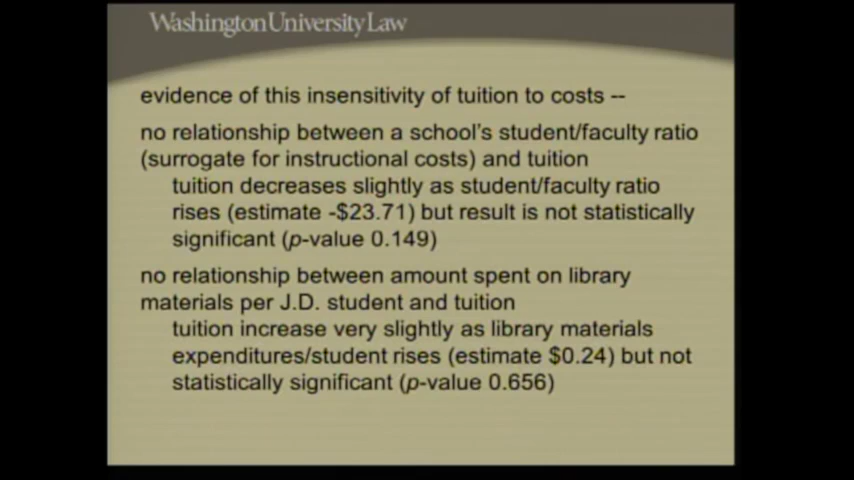 Washington University Law
evidence of this insensitivity of tuition to costs --
no relationship between a school's student/faculty ratio
(surrogate for instructional costs) and tuition
tuition decreases slightly as student/faculty ratio
rises (estimate -$23.71) but result is not statistically
significant (p-value 0.149)
no relationship between amount spent on library
materials per J.D. student and tuition
tuition increase very slightly as library materials
expenditures/student rises (estimate $0.24) but not
statistically significant (p-value 0.656)